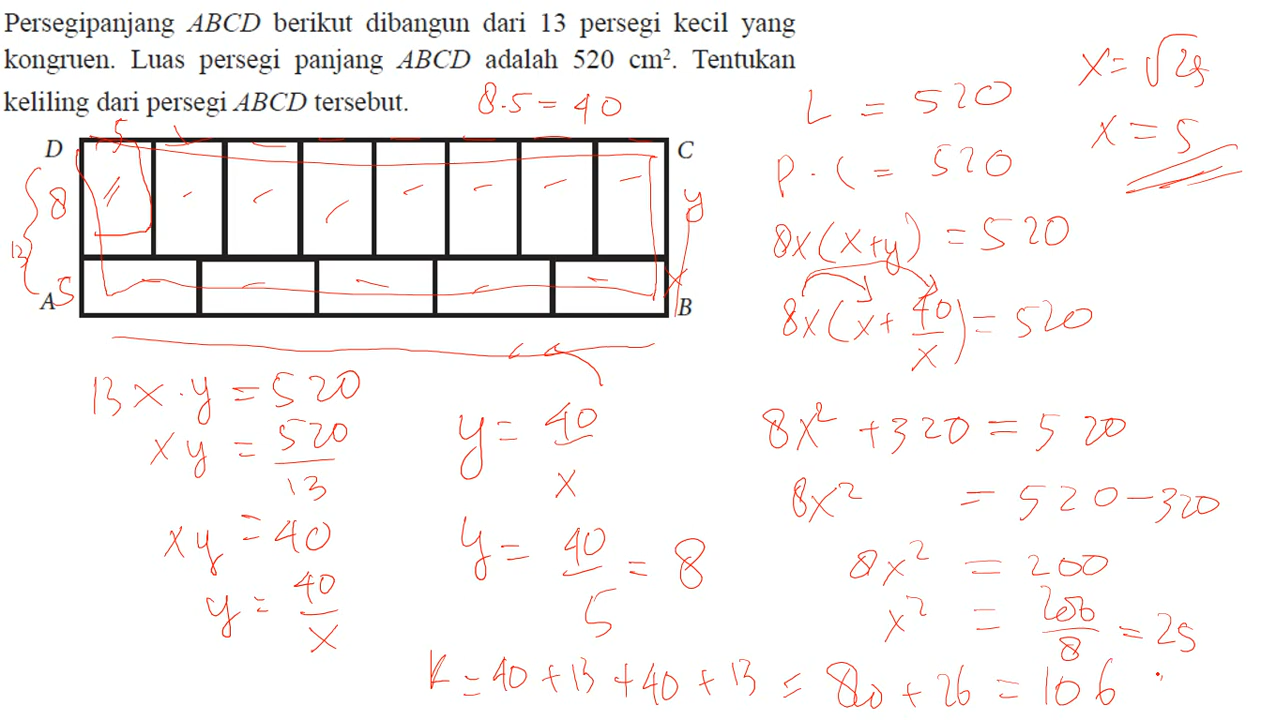 Persegipanjang ABCD berikut dibangun dari 13 persegi kecil yang
kongruen. Luas persegi panjang ABCD adalah 520 cm². Tentukan
keliling dari persegi ABCD tersebut.
8.5 = 40
5
D
C
8
y
13
A
5
x
B
L = 520
P.l = 520
8x(x+y) = 520
8x(x+40/x) = 520
8x² + 320 = 520
8x² = 520 - 320
8x² = 200
x² = 200/8 = 25
x = √25
x = 5
13x.y = 520
xy = 520/13
xy = 40
y = 40/x
y = 40/x
y = 40/5 = 8
K = 40 + 13 + 40 + 13 = 80 + 26 = 106